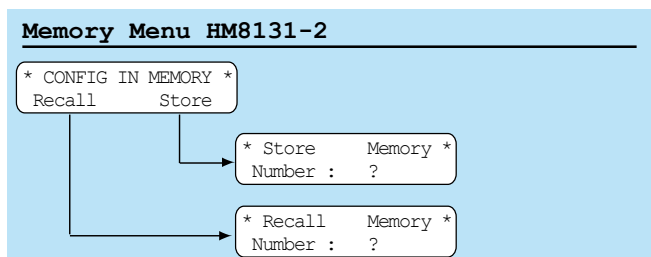 Memory Menu HM8131-2
* CONFIG IN MEMORY *
Recall Store
* Store Memory *
Number : ?
* Recall Memory *
Number : ?